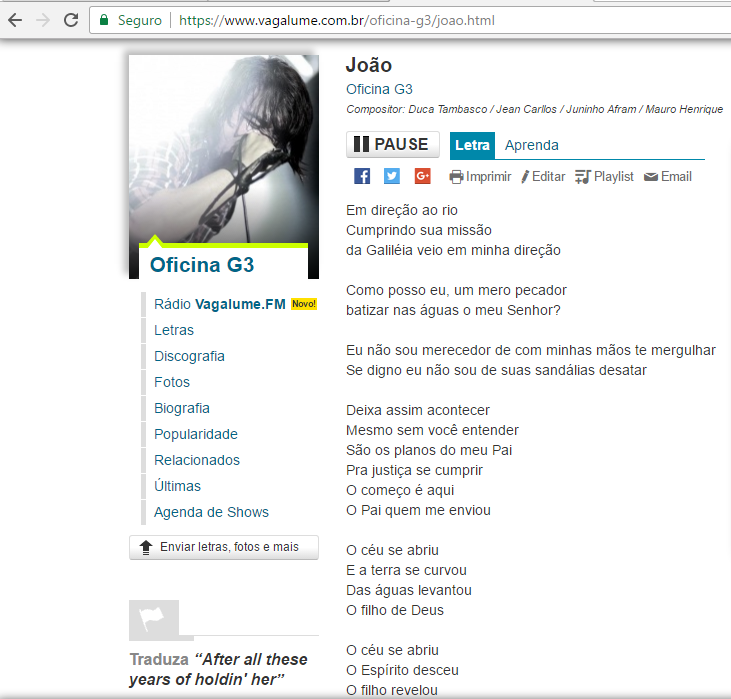 Seguro
https://www.vagalume.com.br/oficina-g3/joao.html
Oficina G3
Rádio Vagalume.FM Novo!
Letras
Discografia
Fotos
Biografia
Popularidade
Relacionados
Últimas
Agenda de Shows
Enviar letras, fotos e mais
Traduza “After all these
years of holdin' her”
João
Oficina G3
Compositor: Duca Tambasco / Jean Carllos / Juninho Afram / Mauro Henrique
PAUSE
Letra
Aprenda
Imprimir
Editar
Playlist
Email
Em direção ao rio
Cumprindo sua missão
da Galiléia veio em minha direção
Como posso eu, um mero pecador
batizar nas águas o meu Senhor?
Eu não sou merecedor de com minhas mãos te mergulhar
Se digno eu não sou de suas sandálias desatar
Deixa assim acontecer
Mesmo sem você entender
São os planos do meu Pai
Pra justiça se cumprir
O começo é aqui
O Pai quem me enviou
O céu se abriu
E a terra se curvou
Das águas levantou
O filho de Deus
O céu se abriu
O Espírito desceu
O filho revelou